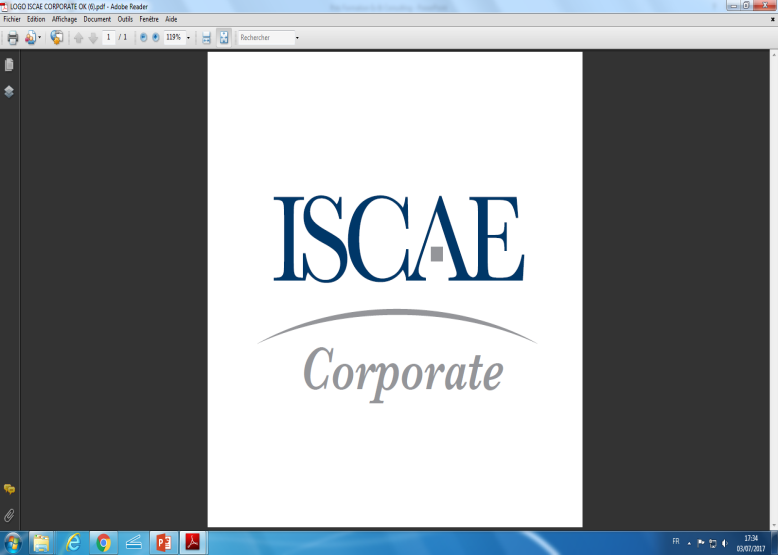 LOGO ISCAE CORPORATE OK (6).pdf - Adobe Reader
Fichier Edition Affichage Document Outils Fenêtre Aide
1 / 1 119% Rechercher
ISCAE
Corporate
FR 17:34
03/07/2017